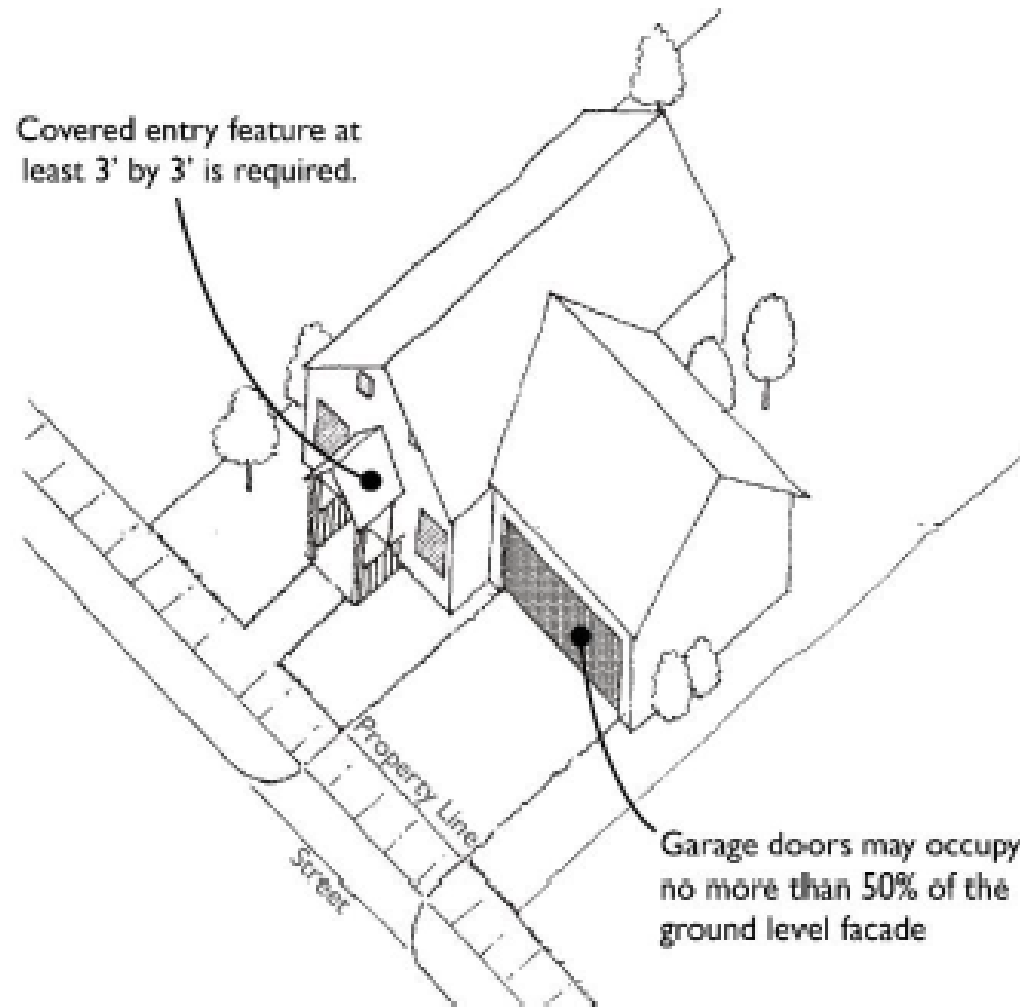 Covered entry feature at
least 3' by 3' is required.
Property Line
Street
Garage doors may occupy
no more than 50% of the
ground level facade